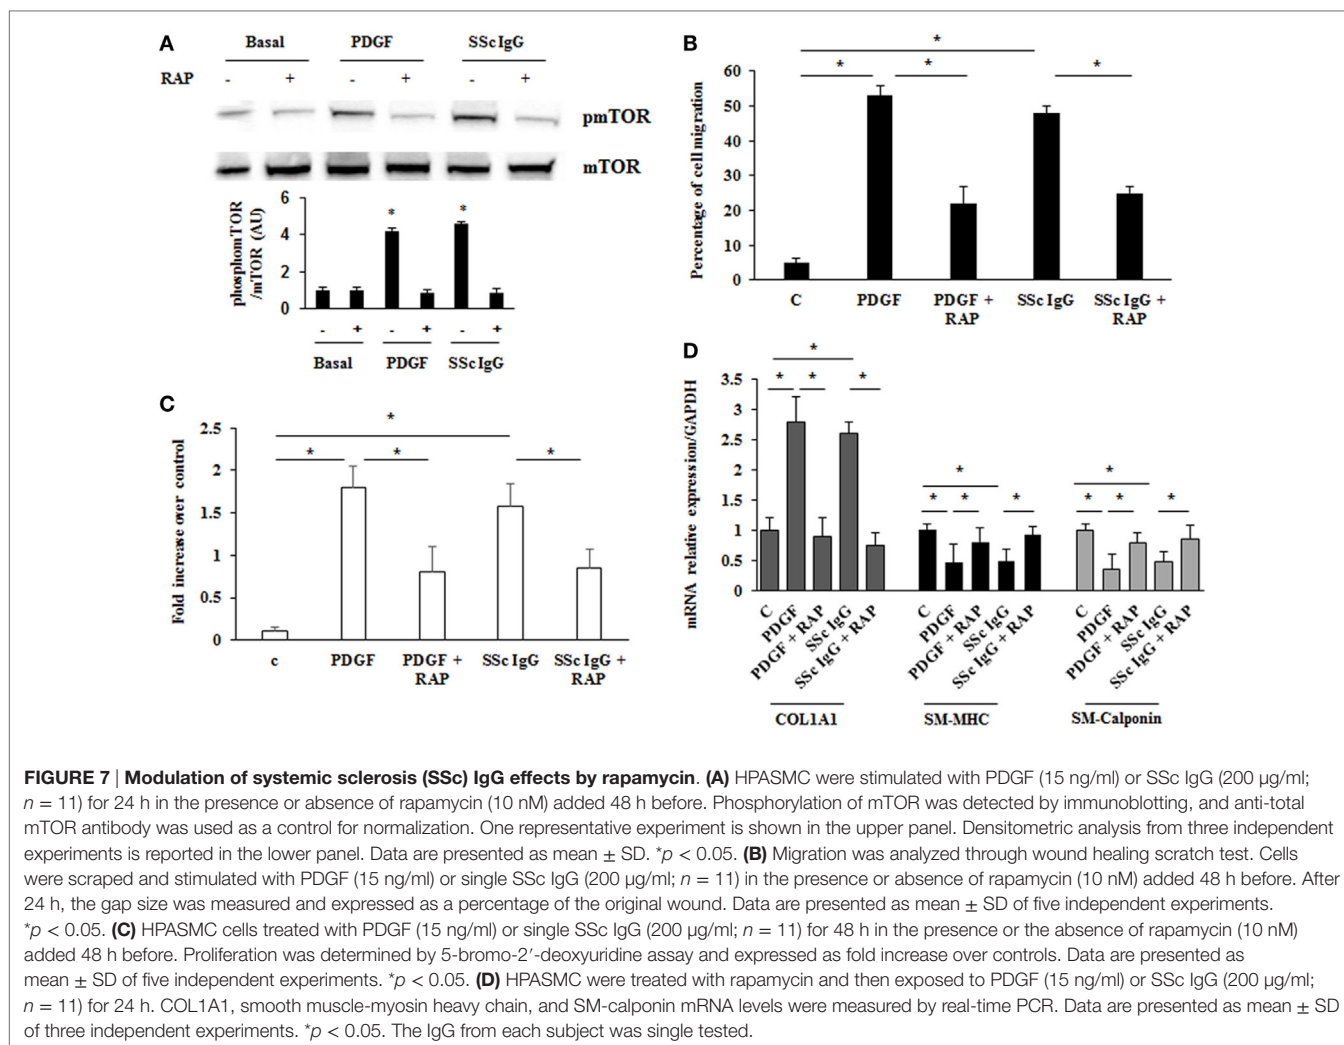 A
Basal PDGF SSc IgG
RAP - + - + - +
pmTOR
mTOR
phosphomTOR
/mTOR (AU)
6
4
2
0
* *
- + - + - +
Basal PDGF SSc IgG
B
Percentage of cell migration
60
50
40
30
20
10
0
*
* * *
C PDGF PDGF + RAP SSc IgG SSc IgG + RAP
C
Fold increase over control
2.5
2
1.5
1
0.5
0
*
* * *
c PDGF PDGF + RAP SSc IgG SSc IgG + RAP
D
mRNA relative expression/GAPDH
3.5
3
2.5
2
1.5
1
0.5
0
*
* * *
*
* * *
*
* * *
C PDGF PDGF + RAP SSc IgG SSc IgG + RAP
C PDGF PDGF + RAP SSc IgG SSc IgG + RAP
C PDGF PDGF + RAP SSc IgG SSc IgG + RAP
COL1A1 SM-MHC SM-Calponin
FIGURE 7 | Modulation of systemic sclerosis (SSc) IgG effects by rapamycin. (A) HPASMC were stimulated with PDGF (15 ng/ml) or SSc IgG (200 µg/ml;
n = 11) for 24 h in the presence or absence of rapamycin (10 nM) added 48 h before. Phosphorylation of mTOR was detected by immunoblotting, and anti-total
mTOR antibody was used as a control for normalization. One representative experiment is shown in the upper panel. Densitometric analysis from three independent
experiments is reported in the lower panel. Data are presented as mean ± SD. *p < 0.05. (B) Migration was analyzed through wound healing scratch test. Cells
were scraped and stimulated with PDGF (15 ng/ml) or single SSc IgG (200 µg/ml; n = 11) in the presence or absence of rapamycin (10 nM) added 48 h before. After
24 h, the gap size was measured and expressed as a percentage of the original wound. Data are presented as mean ± SD of five independent experiments.
*p < 0.05. (C) HPASMC cells treated with PDGF (15 ng/ml) or single SSc IgG (200 µg/ml; n = 11) for 48 h in the presence or the absence of rapamycin (10 nM)
added 48 h before. Proliferation was determined by 5-bromo-2′-deoxyuridine assay and expressed as fold increase over controls. Data are presented as
mean ± SD of five independent experiments. *p < 0.05. (D) HPASMC were treated with rapamycin and then exposed to PDGF (15 ng/ml) or SSc IgG (200 µg/ml;
n = 11) for 24 h. COL1A1, smooth muscle-myosin heavy chain, and SM-calponin mRNA levels were measured by real-time PCR. Data are presented as mean ± SD
of three independent experiments. *p < 0.05. The IgG from each subject was single tested.